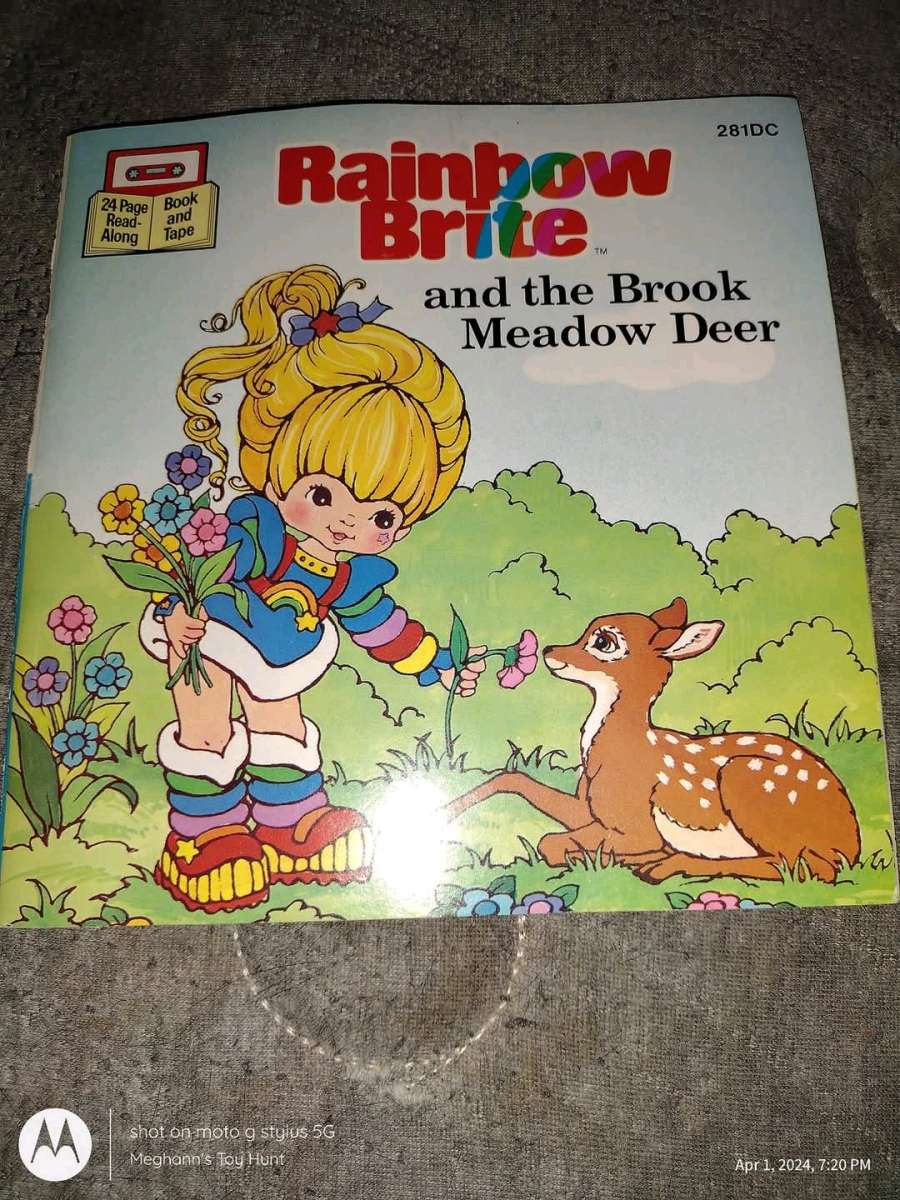 281DC
24 Page
Read-
Along
Book
and
Tape
Rainbow
Brite
TM
and the Brook
Meadow Deer
shot on moto g stylus 5G
Meghann's Toy Hunt
Apr 1, 2024, 7:20 PM